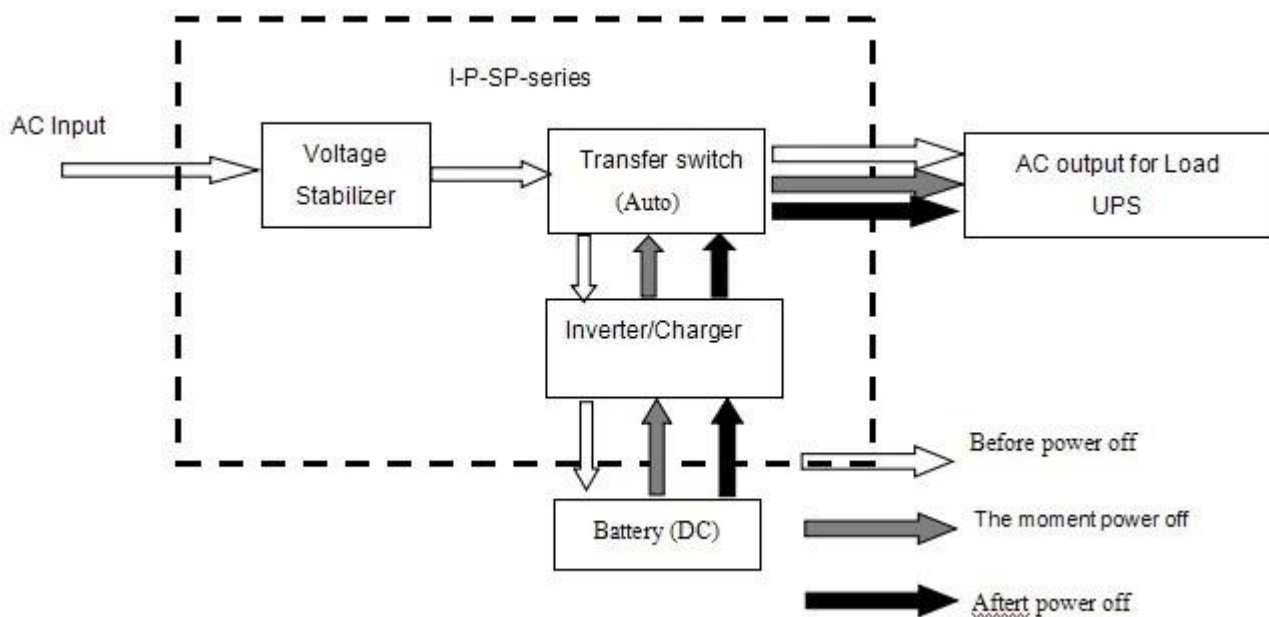 I-P-SP-series
AC Input
Voltage
Stabilizer
Transfer switch
(Auto)
AC output for Load
UPS
Inverter/Charger
Battery (DC)
Before power off
The moment power off
Aftert power off